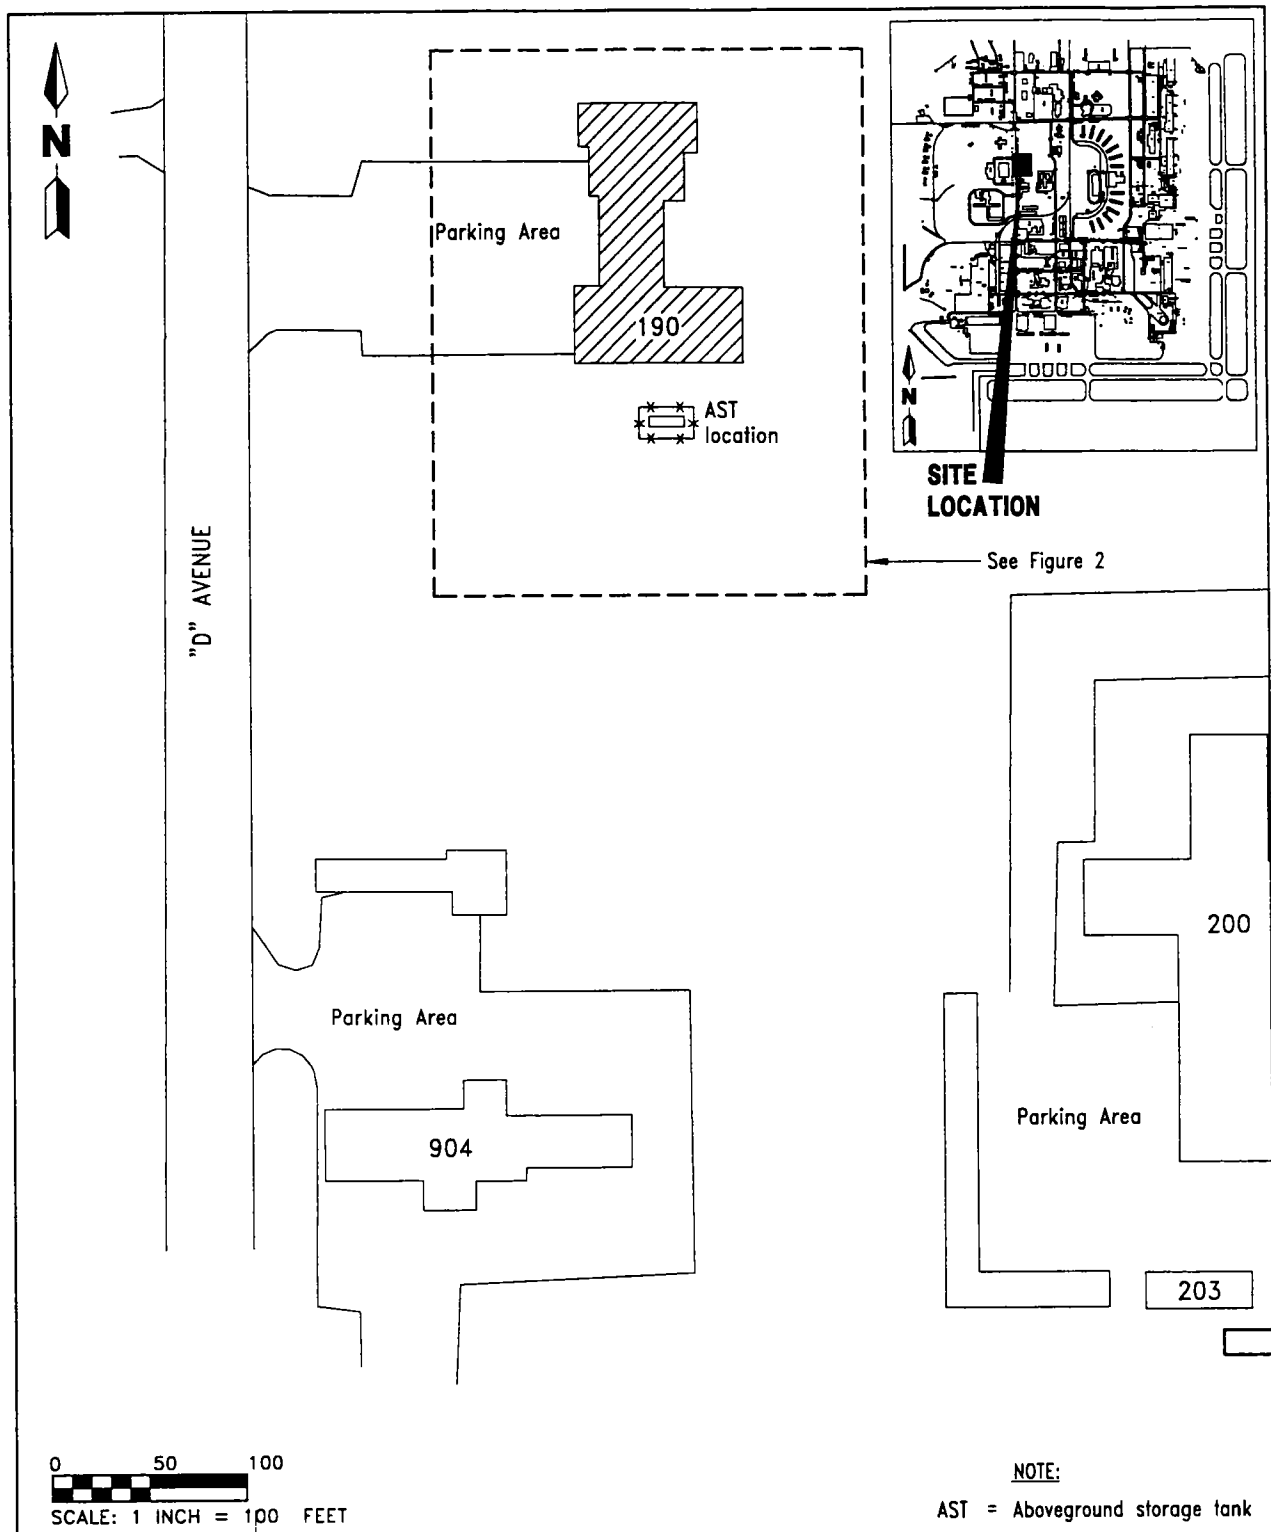 N
Parking Area
190
AST
location
N
SITE
LOCATION
See Figure 2
"D" AVENUE
200
Parking Area
Parking Area
904
203
0 50 100
SCALE: 1 INCH = 100 FEET
NOTE:
AST = Aboveground storage tank